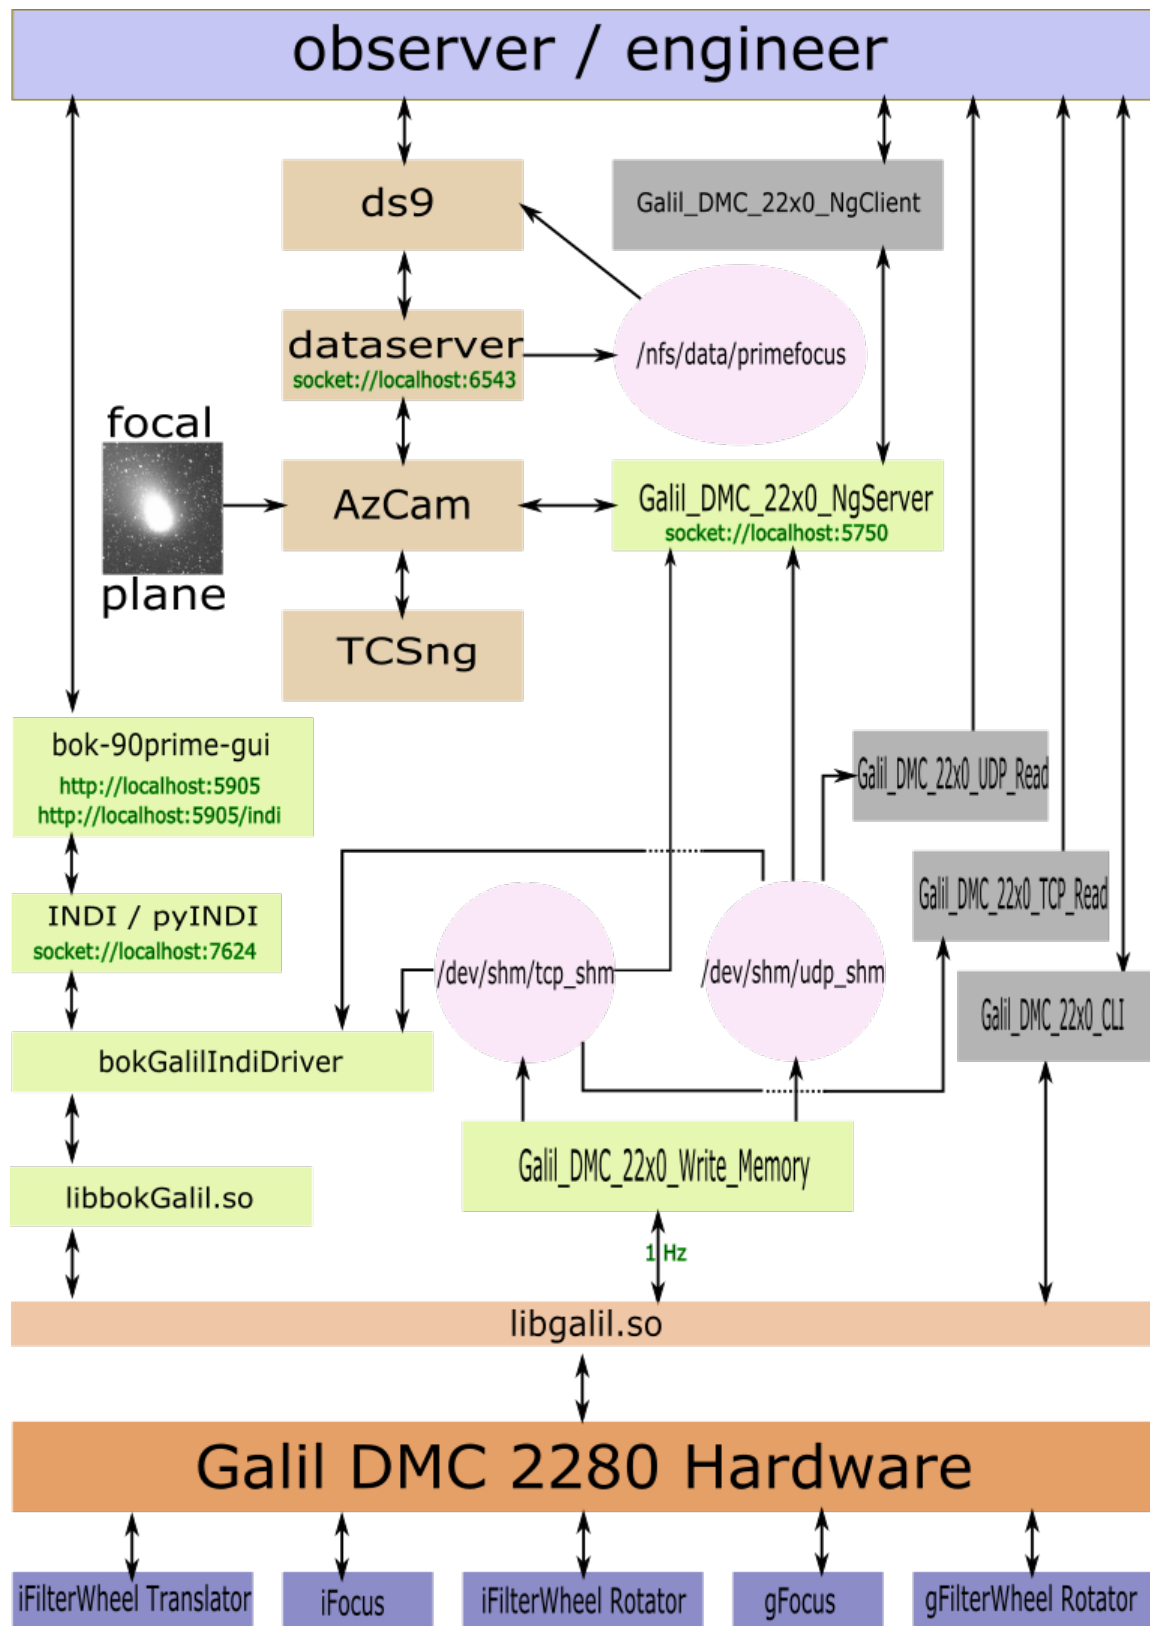 observer / engineer
ds9
Galil_DMC_22x0_NgClient
dataserver
socket://localhost:6543
/nfs/data/primefocus
focal
plane
AzCam
Galil_DMC_22x0_NgServer
socket://localhost:5750
TCSng
bok-90prime-gui
http://localhost:5905
http://localhost:5905/indi
Galil_DMC_22x0_UDP_Read
Galil_DMC_22x0_TCP_Read
INDI / pyINDI
socket://localhost:7624
/dev/shm/tcp_shm
/dev/shm/udp_shm
Galil_DMC_22x0_CLI
bokGalilIndiDriver
Galil_DMC_22x0_Write_Memory
libbokGalil.so
1 Hz
libgalil.so
Galil DMC 2280 Hardware
iFilterWheel Translator
iFocus
iFilterWheel Rotator
gFocus
gFilterWheel Rotator